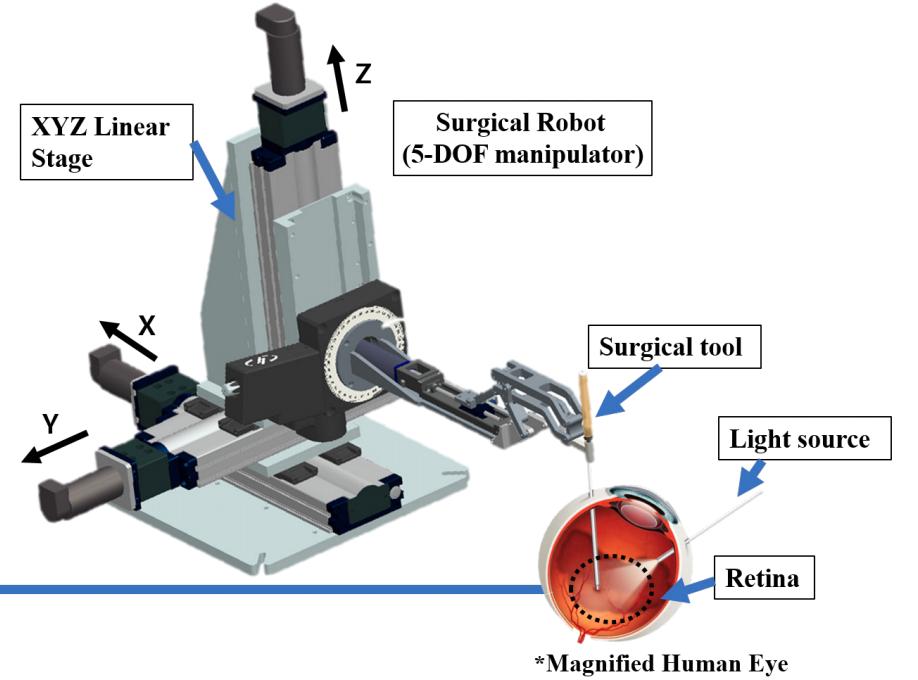 Z
XYZ Linear
Stage
Surgical Robot
(5-DOF manipulator)
X
Y
Surgical tool
Light source
Retina
*Magnified Human Eye